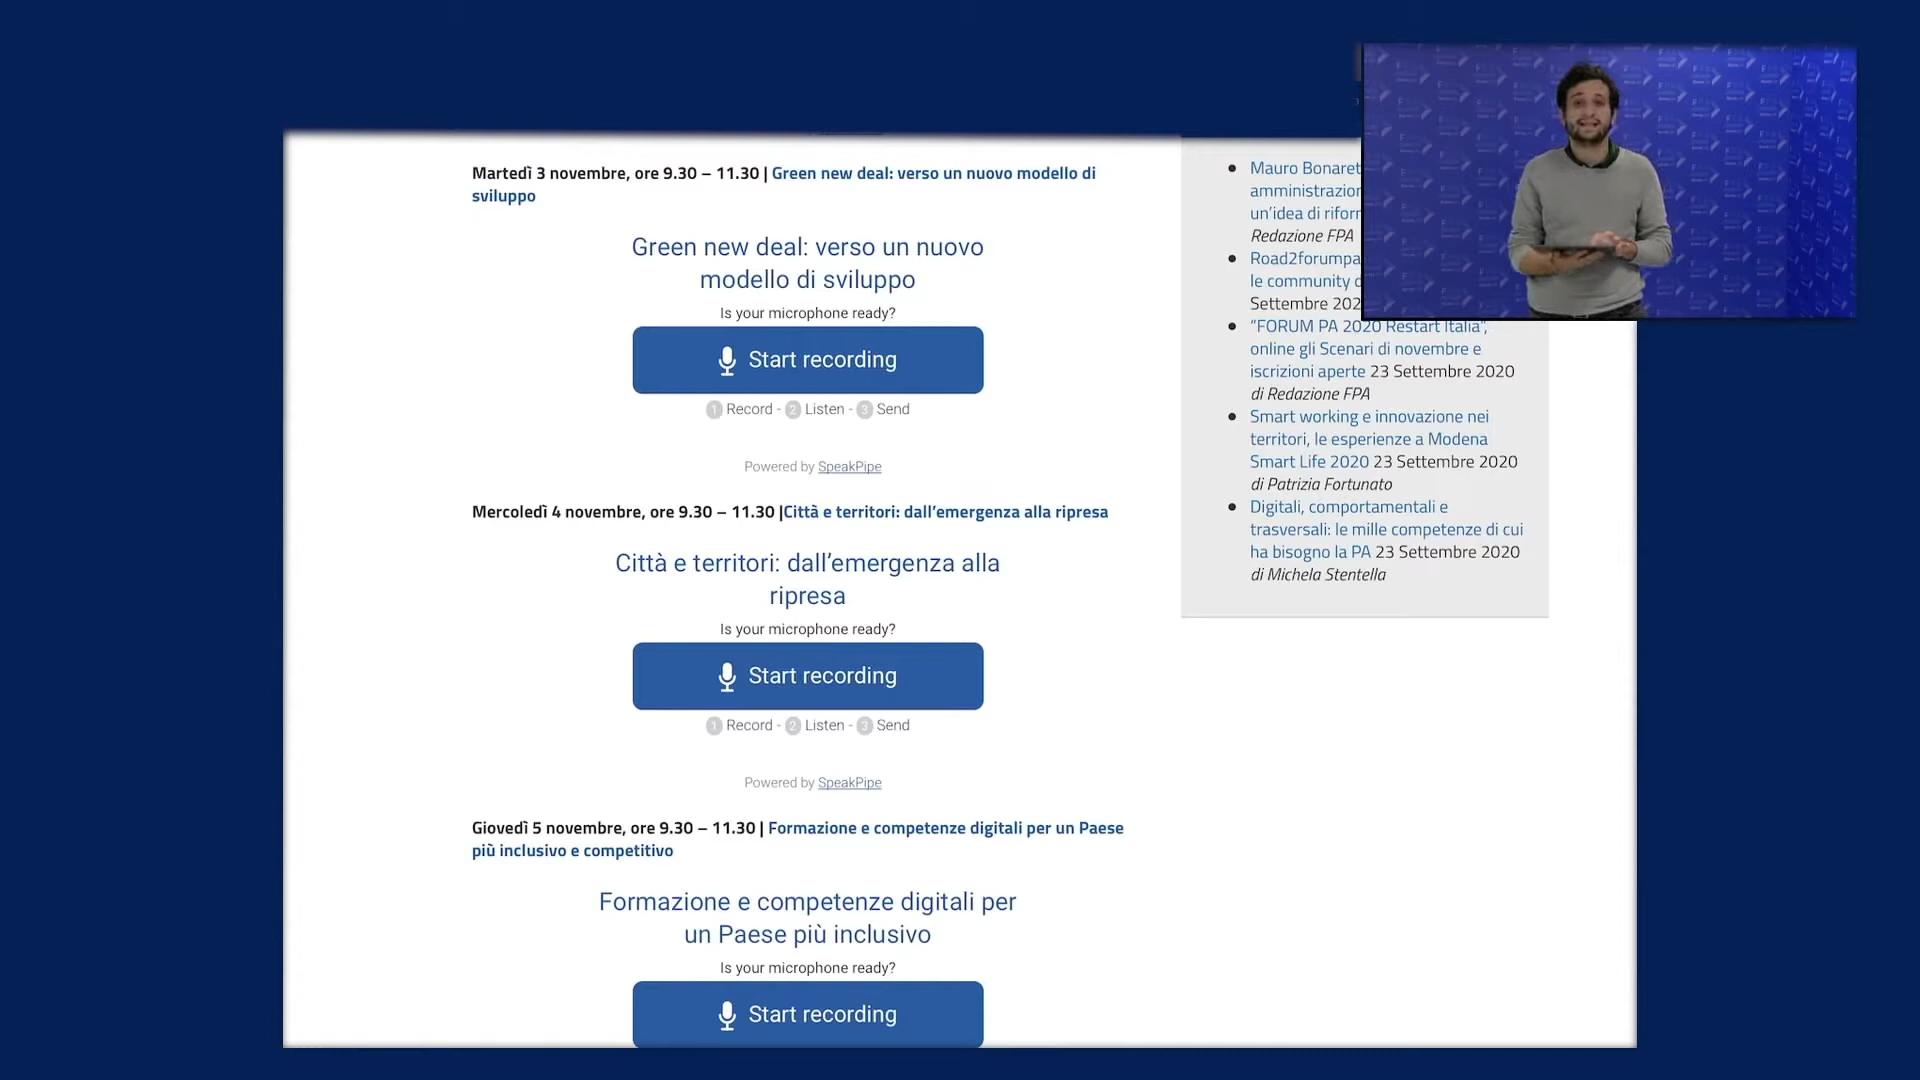 Martedì 3 novembre, ore 9.30 – 11.30 | Green new deal: verso un nuovo modello di
sviluppo
Green new deal: verso un nuovo
modello di sviluppo
Is your microphone ready?
Start recording
1 Record - 2 Listen - 3 Send
Powered by SpeakPipe
Mercoledì 4 novembre, ore 9.30 – 11.30 |Città e territori: dall’emergenza alla ripresa
Città e territori: dall’emergenza alla
ripresa
Is your microphone ready?
Start recording
1 Record - 2 Listen - 3 Send
Powered by SpeakPipe
Giovedì 5 novembre, ore 9.30 – 11.30 | Formazione e competenze digitali per un Paese
più inclusivo e competitivo
Formazione e competenze digitali per
un Paese più inclusivo
Is your microphone ready?
Start recording
Mauro
un’idea di
Redazione FPA
le community
“FORUM PA 2020 Restart Italia”,
online gli Scenari di novembre e
iscrizioni aperte 23 Settembre 2020
di Redazione FPA
Smart working e innovazione nei
territori, le esperienze a Modena
Smart Life 2020 23 Settembre 2020
di Patrizia Fortunato
Digitali, comportamentali e
trasversali: le mille competenze di cui
ha bisogno la PA 23 Settembre 2020
di Michela Stentella